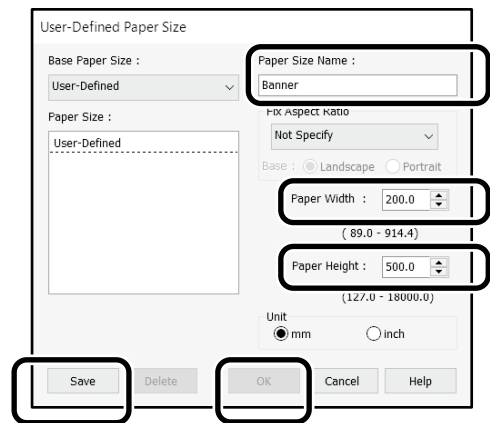 User-Defined Paper Size
Base Paper Size :
User-Defined
Paper Size :
User-Defined
Paper Size Name :
Banner
Fix Aspect Ratio
Not Specify
Base : Landscape Portrait
Paper Width : 200.0
( 89.0 - 914.4)
Paper Height : 500.0
(127.0 - 18000.0)
Unit
mm inch
Save Delete OK Cancel Help